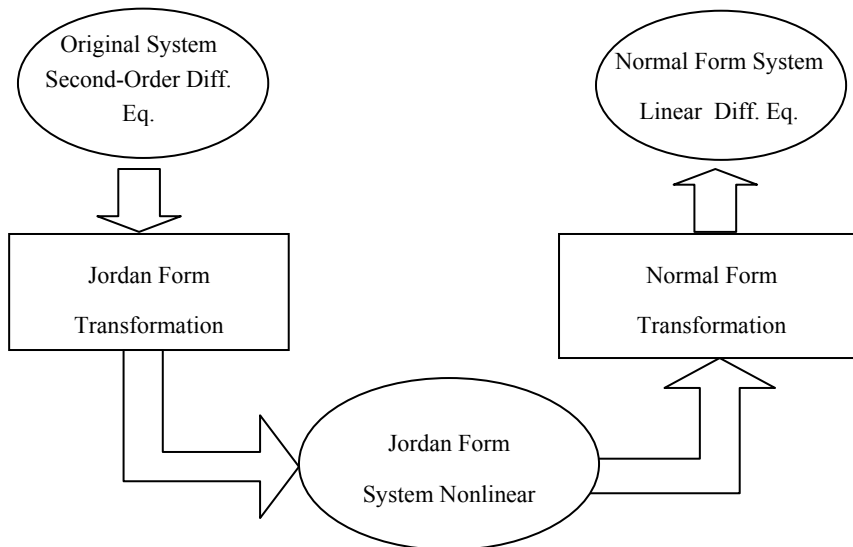 Original System
Second-Order Diff.
Eq.
Jordan Form
Transformation
Jordan Form
System Nonlinear
Normal Form
Transformation
Normal Form System
Linear Diff. Eq.